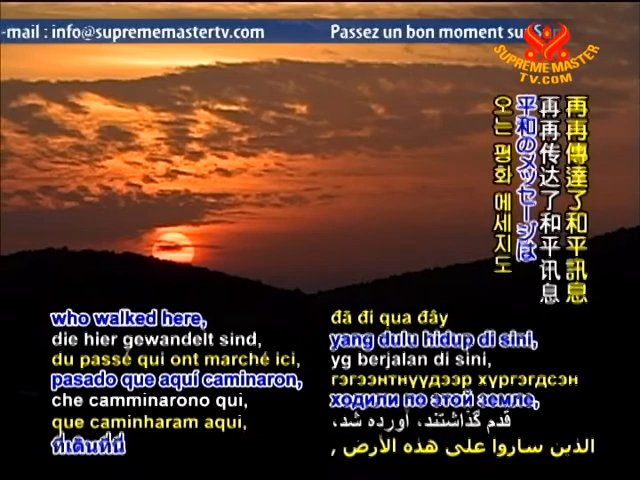 -mail : info@suprememastertv.com
Passez un bon moment sur
SUPREME MASTER
TV.COM
再再傳達了和平訊息
再再传达了和平讯息
平和のメッセージは
오는 평화 메세지도
who walked here,
die hier gewandelt sind,
du passé qui ont marché ici,
pasado que aquí caminaron,
che camminarono qui,
que caminharam aqui,
ที่เดินที่นี่
đã đi qua đây
yang dulu hidup di sini,
yg berjalan di sini,
гэгээнтнүүдээр хүргэгдсэн
ходили по этой земле,
قدم گذاشتند، آورده شد،
الذين ساروا على هذه الأرض ,